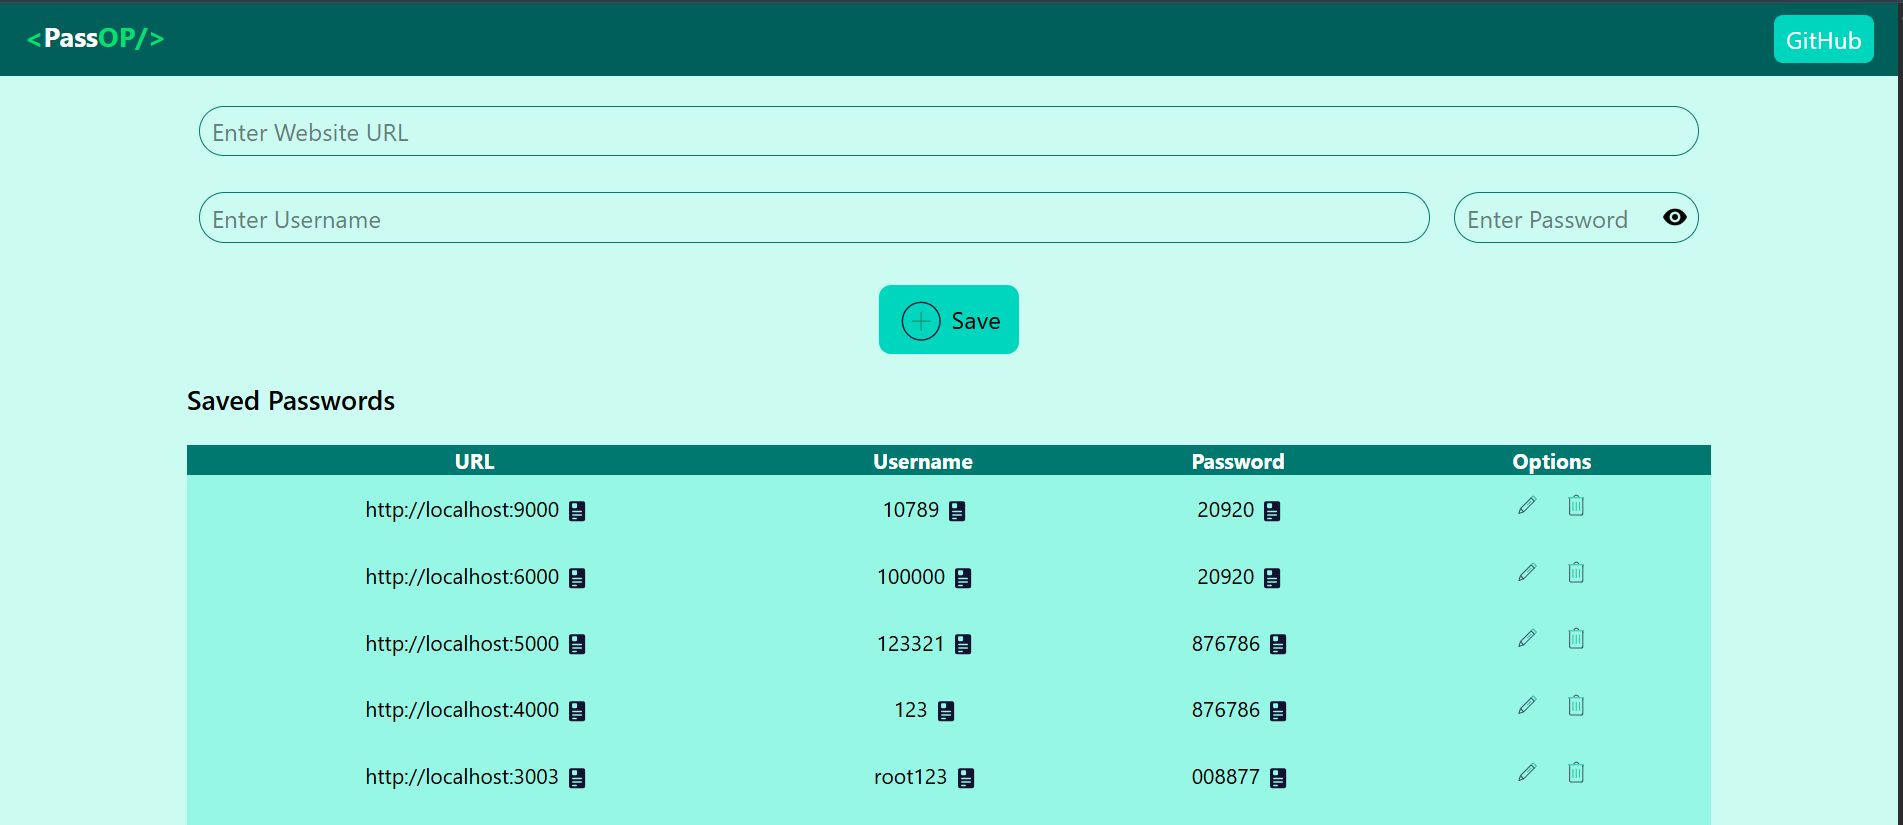 <PassOP/>
GitHub
Enter Website URL
Enter Username
Enter Password
Save
Saved Passwords
URL Username Password Options
http://localhost:9000 10789 20920
http://localhost:6000 100000 20920
http://localhost:5000 123321 876786
http://localhost:4000 123 876786
http://localhost:3003 root123 008877